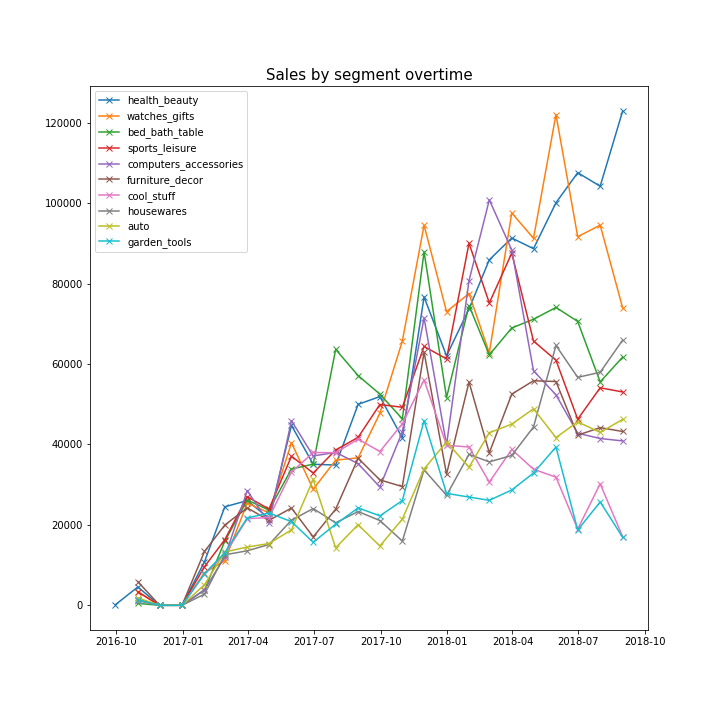 Sales by segment overtime
health_beauty
watches_gifts
bed_bath_table
sports_leisure
computers_accessories
furniture_decor
cool_stuff
housewares
auto
garden_tools
120000
100000
80000
60000
40000
20000
0
2016-10 2017-01 2017-04 2017-07 2017-10 2018-01 2018-04 2018-07 2018-10